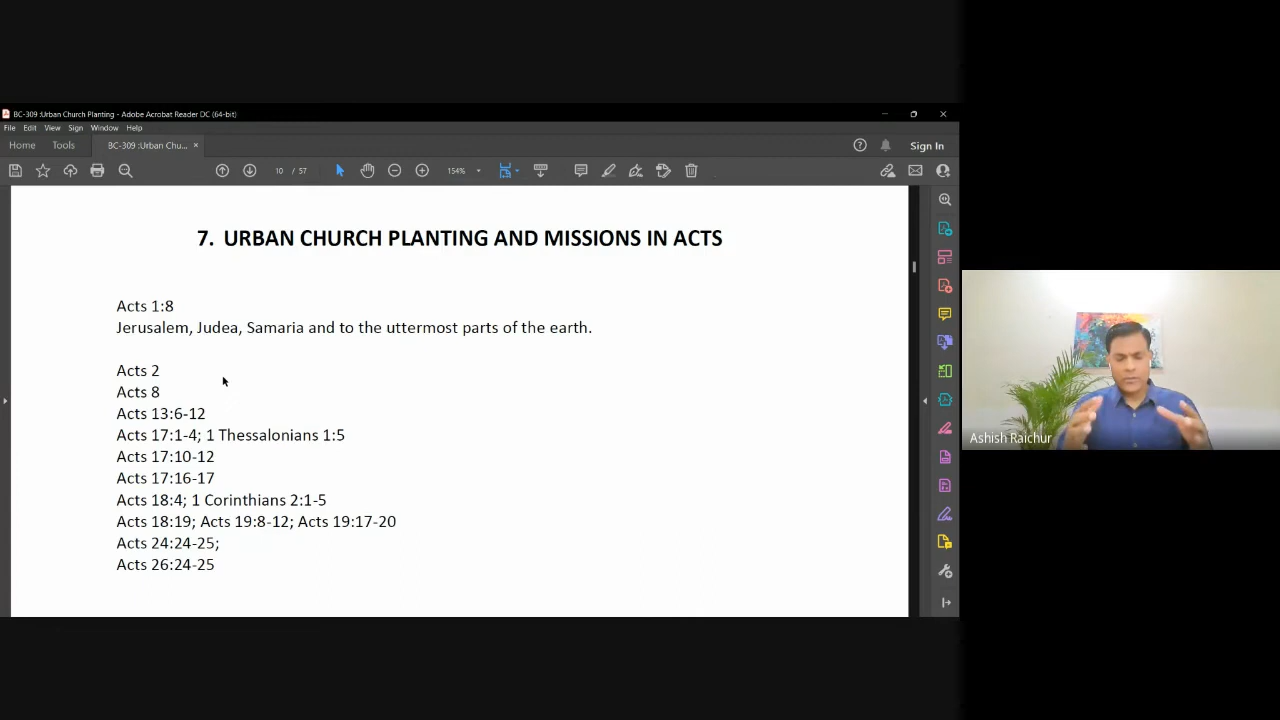 BC-309 :Urban Church Planting - Adobe Acrobat Reader DC (64-bit)
File Edit View Sign Window Help
Home Tools BC-309 :Urban Chu... × Sign In
10 / 57 154%
7. URBAN CHURCH PLANTING AND MISSIONS IN ACTS
Acts 1:8
Jerusalem, Judea, Samaria and to the uttermost parts of the earth.
Acts 2
Acts 8
Acts 13:6-12
Acts 17:1-4; 1 Thessalonians 1:5
Acts 17:10-12
Acts 17:16-17
Acts 18:4; 1 Corinthians 2:1-5
Acts 18:19; Acts 19:8-12; Acts 19:17-20
Acts 24:24-25;
Acts 26:24-25
Ashish Raichur